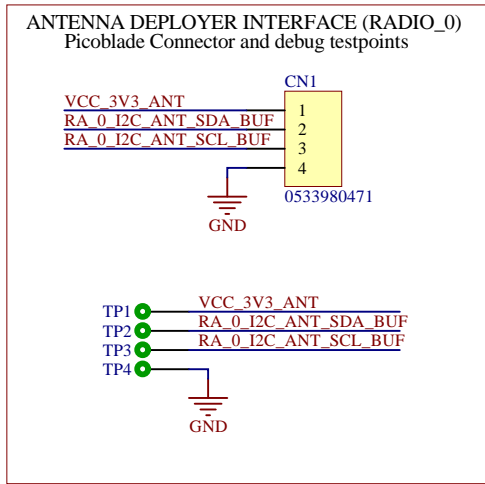 ANTENNA DEPLOYER INTERFACE (RADIO_0)
Picoblade Connector and debug testpoints
CN1
VCC_3V3_ANT 1
RA_0_I2C_ANT_SDA_BUF 2
RA_0_I2C_ANT_SCL_BUF 3
4
0533980471
GND
TP1 VCC_3V3_ANT
TP2 RA_0_I2C_ANT_SDA_BUF
TP3 RA_0_I2C_ANT_SCL_BUF
TP4
GND